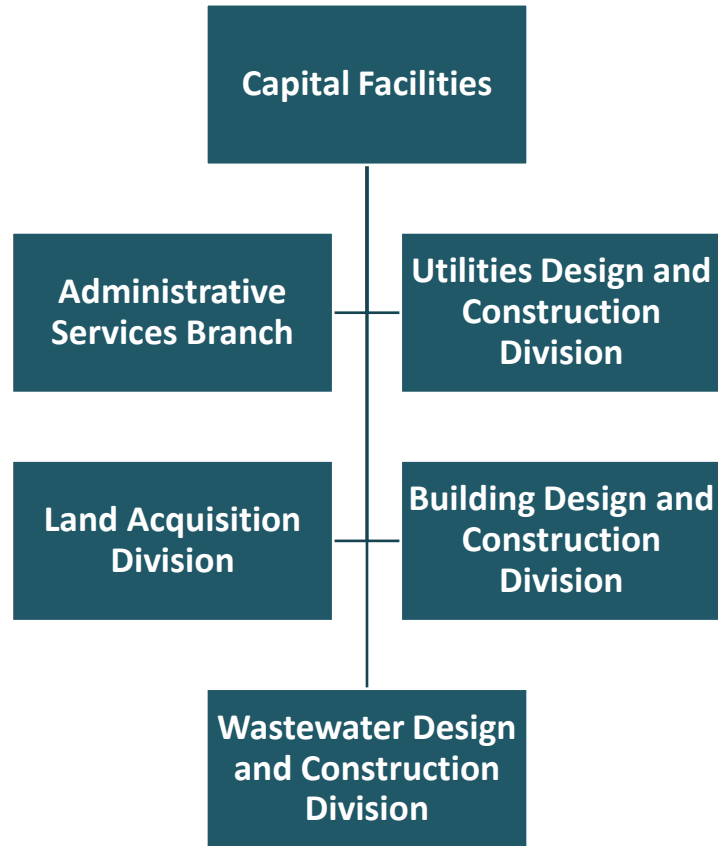 Capital Facilities
Administrative
Services Branch
Utilities Design and
Construction
Division
Land Acquisition
Division
Building Design and
Construction
Division
Wastewater Design
and Construction
Division